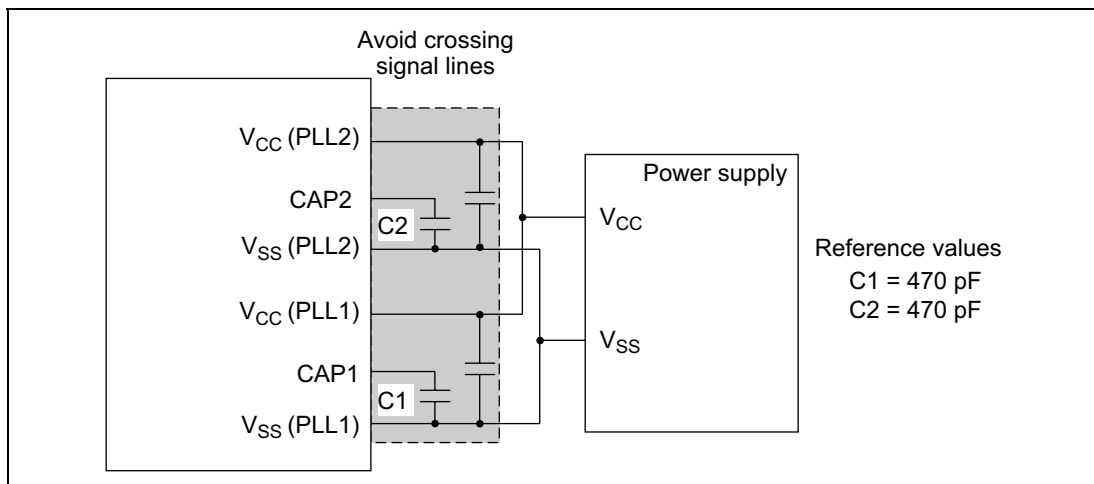 Avoid crossing
signal lines
VCC (PLL2)
CAP2
C2
VSS (PLL2)
VCC (PLL1)
CAP1
C1
VSS (PLL1)
Power supply
VCC
VSS
Reference values
C1 = 470 pF
C2 = 470 pF